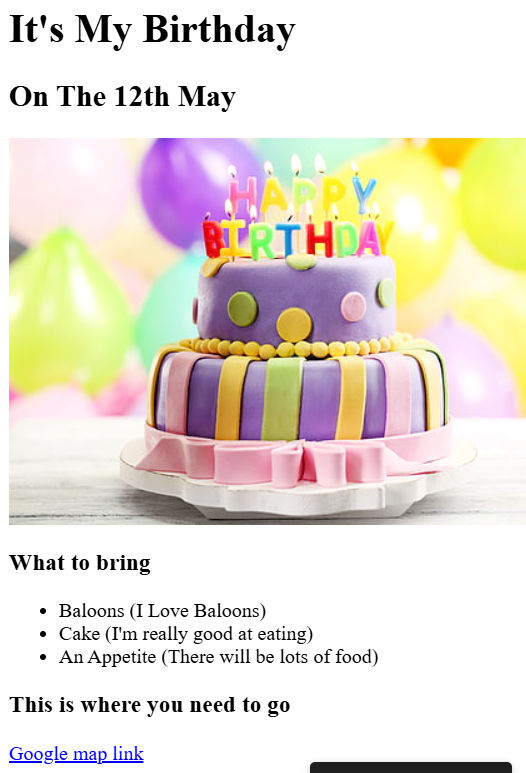 It's My Birthday
On The 12th May
HAPPY
BIRTHDAY
What to bring
Baloons (I Love Baloons)
Cake (I'm really good at eating)
An Appetite (There will be lots of food)
This is where you need to go
Google map link